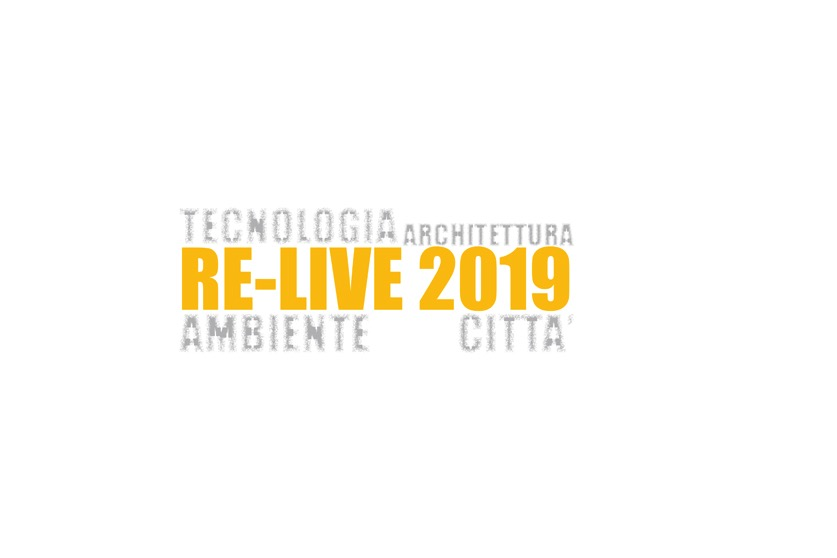 TECNOLOGIA ARCHITETTURA
RE-LIVE 2019
AMBIENTE CITTA'